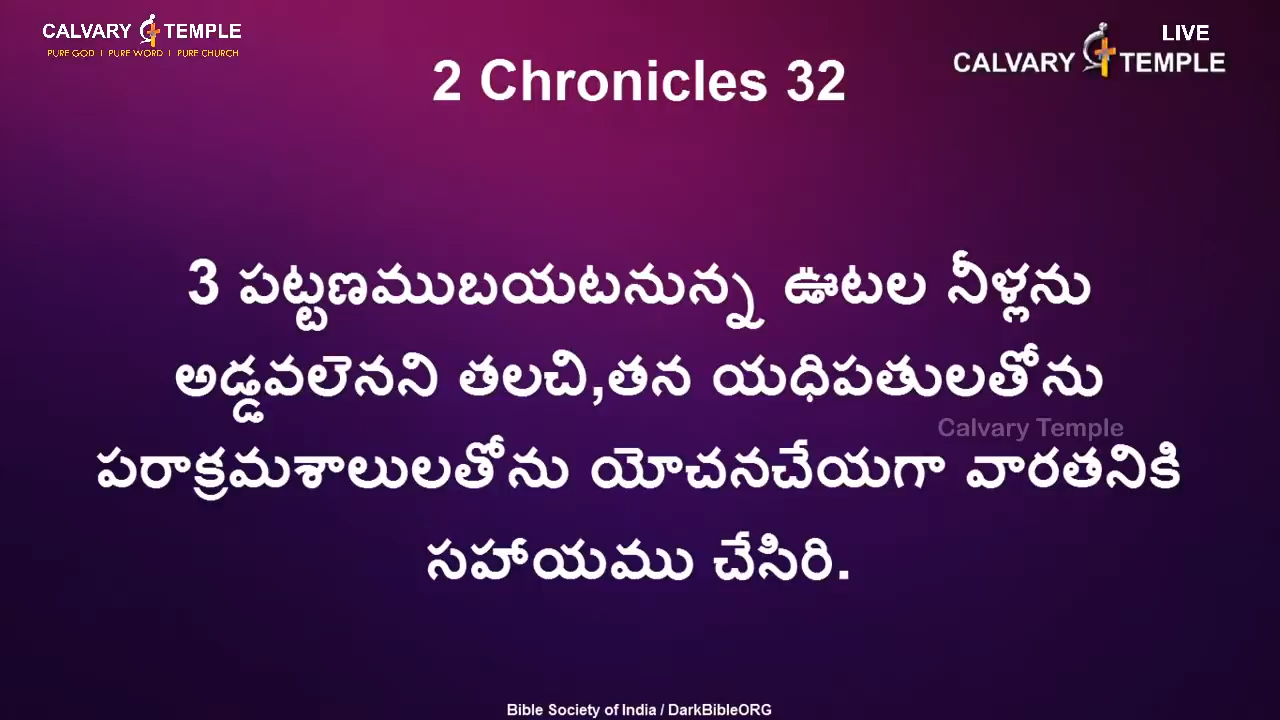 CALVARY TEMPLE
PURE GOD | PURE WORD | PURE CHURCH
LIVE
CALVARY TEMPLE
2 Chronicles 32
3 పట్టణముబయటనున్న ఊటల నీళ్లను
అడ్డవలెనని తలచి,తన యధిపతులతోను
Calvary Temple
పరాక్రమశాలులతోను యోచనచేయగా వారతనికి
సహాయము చేసిరి.
Bible Society of India / DarkBibleORG